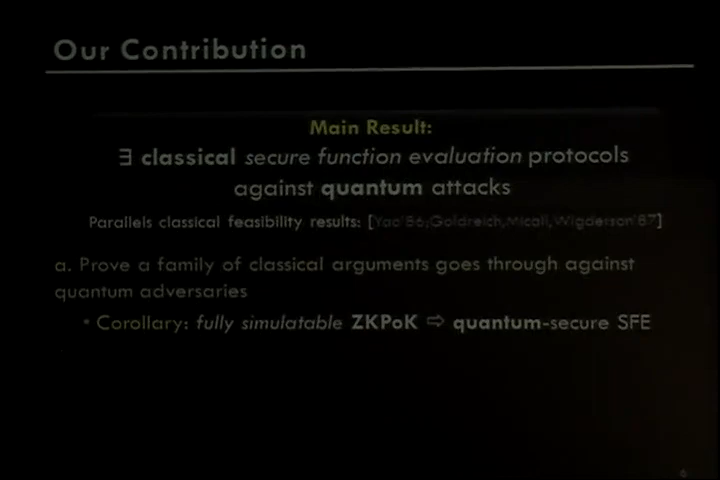 Our Contribution
Main Result:
∃ classical secure function evaluation protocols
against quantum attacks
Parallels classical feasibility results: [Yao'86,Goldreich,Micali,Wigderson'87]
a. Prove a family of classical arguments goes through against
quantum adversaries
• Corollary: fully simulatable ZKPoK ⇨ quantum-secure SFE
6